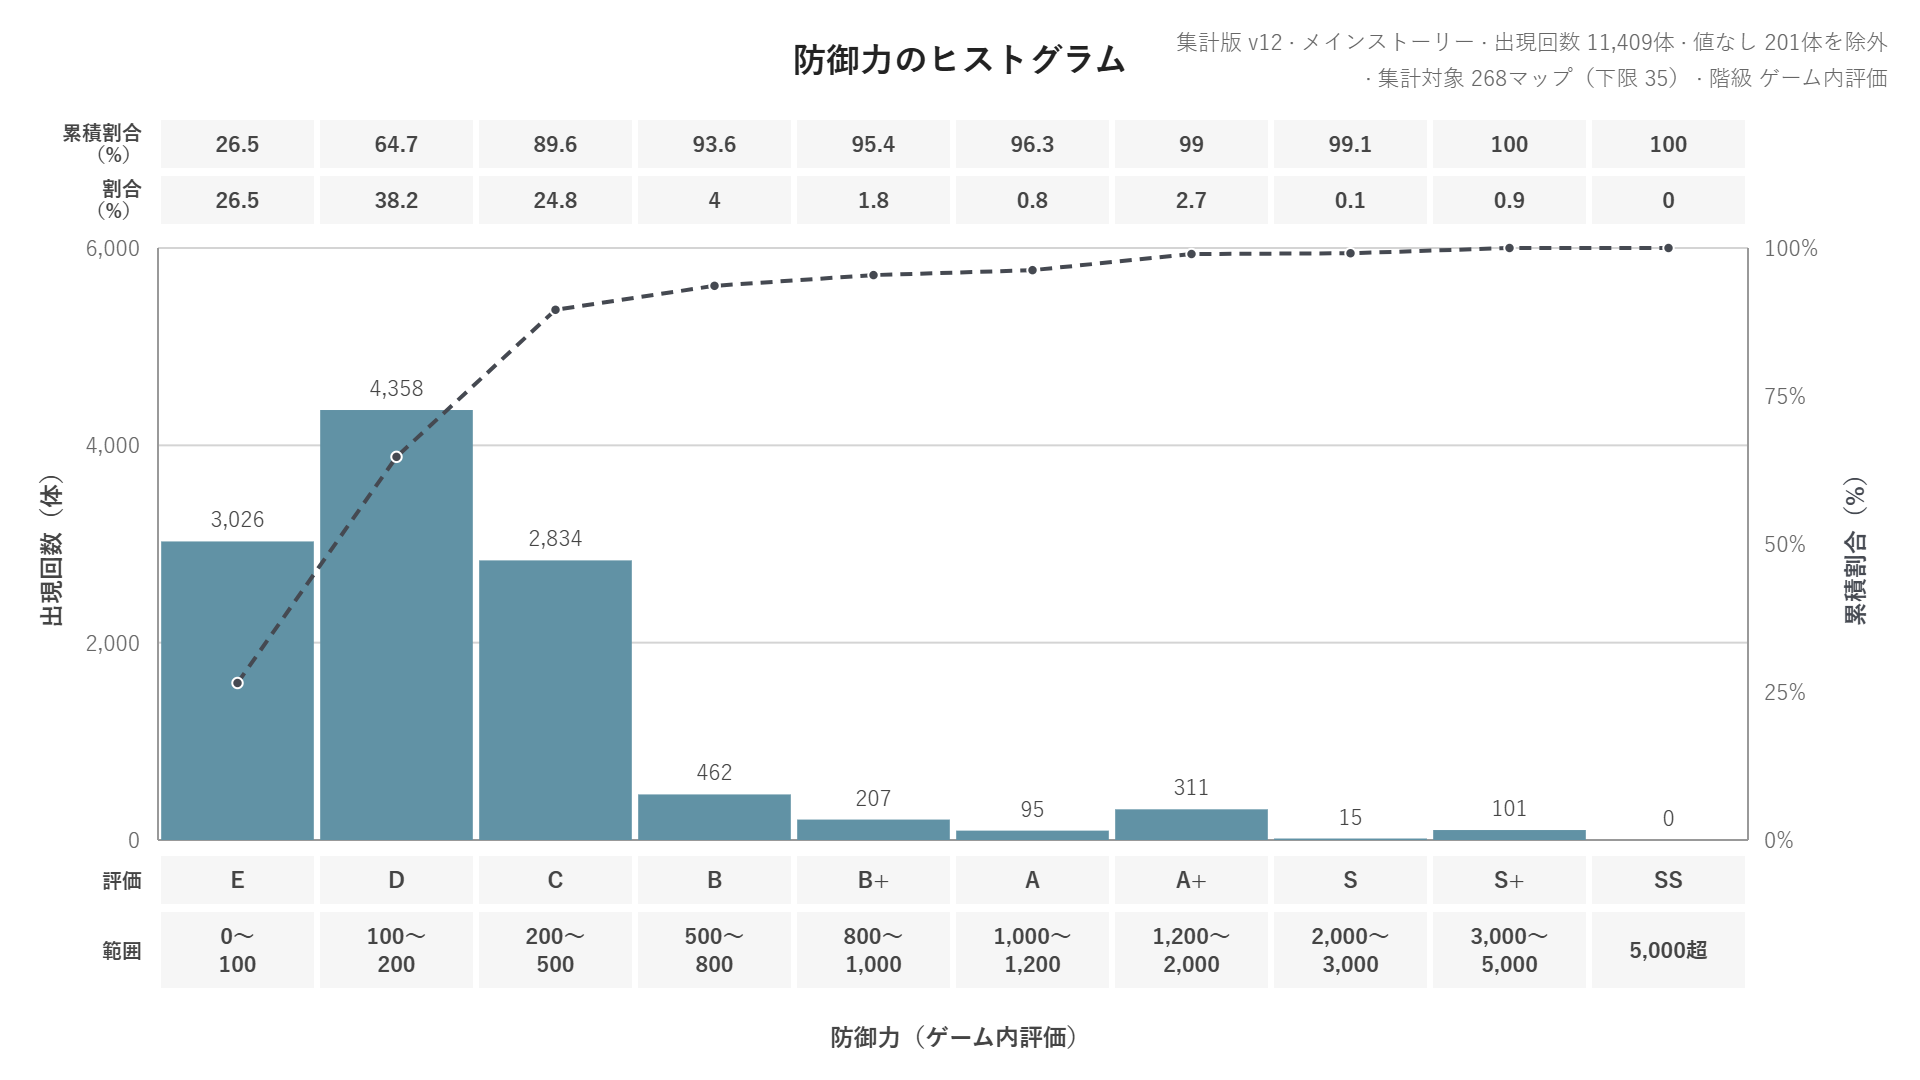 防御力のヒストグラム
集計版 v12 · メインストーリー · 出現回数 11,409体 · 値なし 201体を除外
· 集計対象 268マップ（下限 35） · 階級 ゲーム内評価
累積割合（%） 26.5 64.7 89.6 93.6 95.4 96.3 99 99.1 100 100
割合（%） 26.5 38.2 24.8 4 1.8 0.8 2.7 0.1 0.9 0
6,000
4,000
2,000
0
出現回数（体）
3,026 4,358 2,834 462 207 95 311 15 101 0
100%
75%
50%
25%
0%
累積割合（%）
評価 E D C B B+ A A+ S S+ SS
範囲 0〜100 100〜200 200〜500 500〜800 800〜1,000 1,000〜1,200 1,200〜2,000 2,000〜3,000 3,000〜5,000 5,000超
防御力（ゲーム内評価）